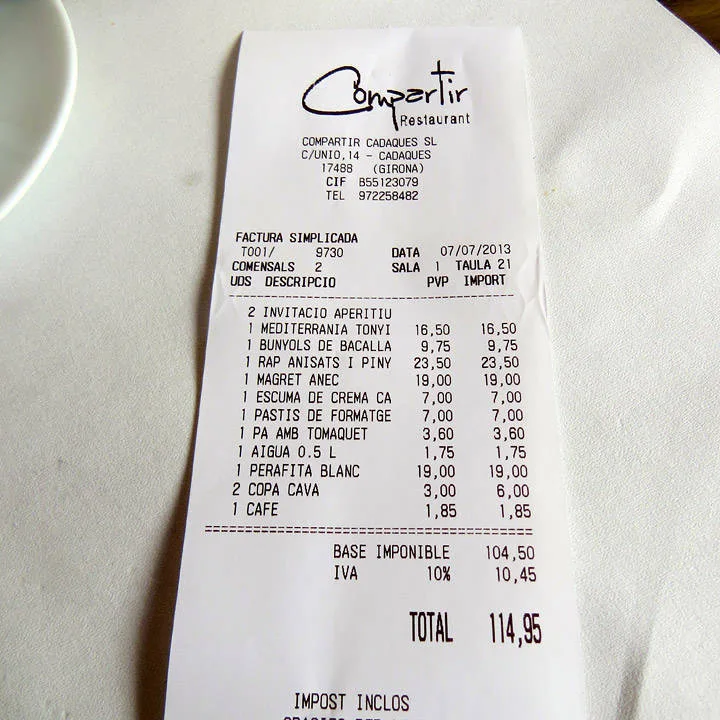 Compartir
Restaurant
COMPARTIR CADAQUES SL
C/UNIO,14 - CADAQUES
17488 (GIRONA)
CIF B55123079
TEL 972258482
FACTURA SIMPLICADA
T001/ 9730 DATA 07/07/2013
COMENSALS 2 SALA 1 TAULA 21
UDS DESCRIPCIO PVP IMPORT
2 INVITACIO APERITIU
1 MEDITERRANIA TONYI 16,50 16,50
1 BUNYOLS DE BACALLA 9,75 9,75
1 RAP ANISATS I PINY 23,50 23,50
1 MAGRET ANEC 19,00 19,00
1 ESCUMA DE CREMA CA 7,00 7,00
1 PASTIS DE FORMATGE 7,00 7,00
1 PA AMB TOMAQUET 3,60 3,60
1 AIGUA 0.5 L 1,75 1,75
1 PERAFITA BLANC 19,00 19,00
2 COPA CAVA 3,00 6,00
1 CAFE 1,85 1,85
BASE IMPONIBLE 104,50
IVA 10% 10,45
TOTAL 114,95
IMPOST INCLOS